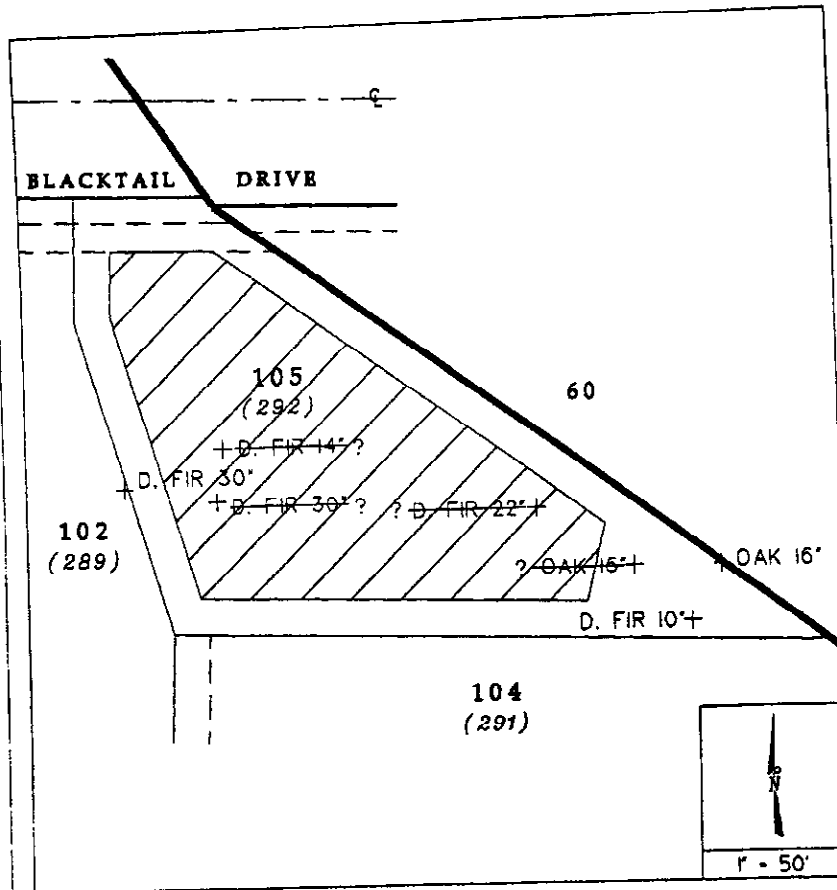 ℄
BLACKTAIL DRIVE
105
(292)
60
+D. FIR 14" ?
+D. FIR 30"
+D. FIR 30" ?
? D. FIR 22"+
102
(289)
? OAK 15"+
+OAK 16"
D. FIR 10"+
104
(291)
N
1" - 50'